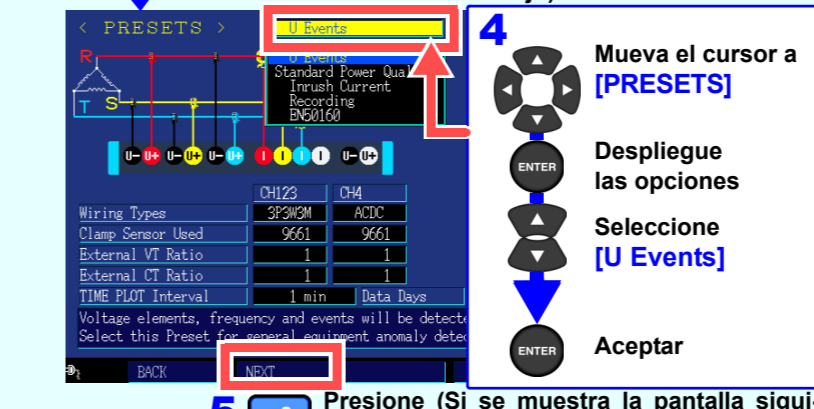 < PRESETS >
U Events
U Events
Standard Power Qual
Inrush Current
Recording
EN50160
R
S
T
U- U+ U- U+ U- U+ I I I I U- U+
CH123 CH4
Wiring Types 3P3W3M ACDC
Clamp Sensor Used 9661 9661
External VT Ratio 1 1
External CT Ratio 1 1
TIME PLOT Interval 1 min Data Days
Voltage elements, frequency and events will be detecte
Select this Preset for general equipment anomaly detec
BACK NEXT
4
Mueva el cursor a
[PRESETS]
ENTER
Despliegue
las opciones
Seleccione
[U Events]
ENTER
Aceptar
5
Presione (Si se muestra la pantalla sigui-